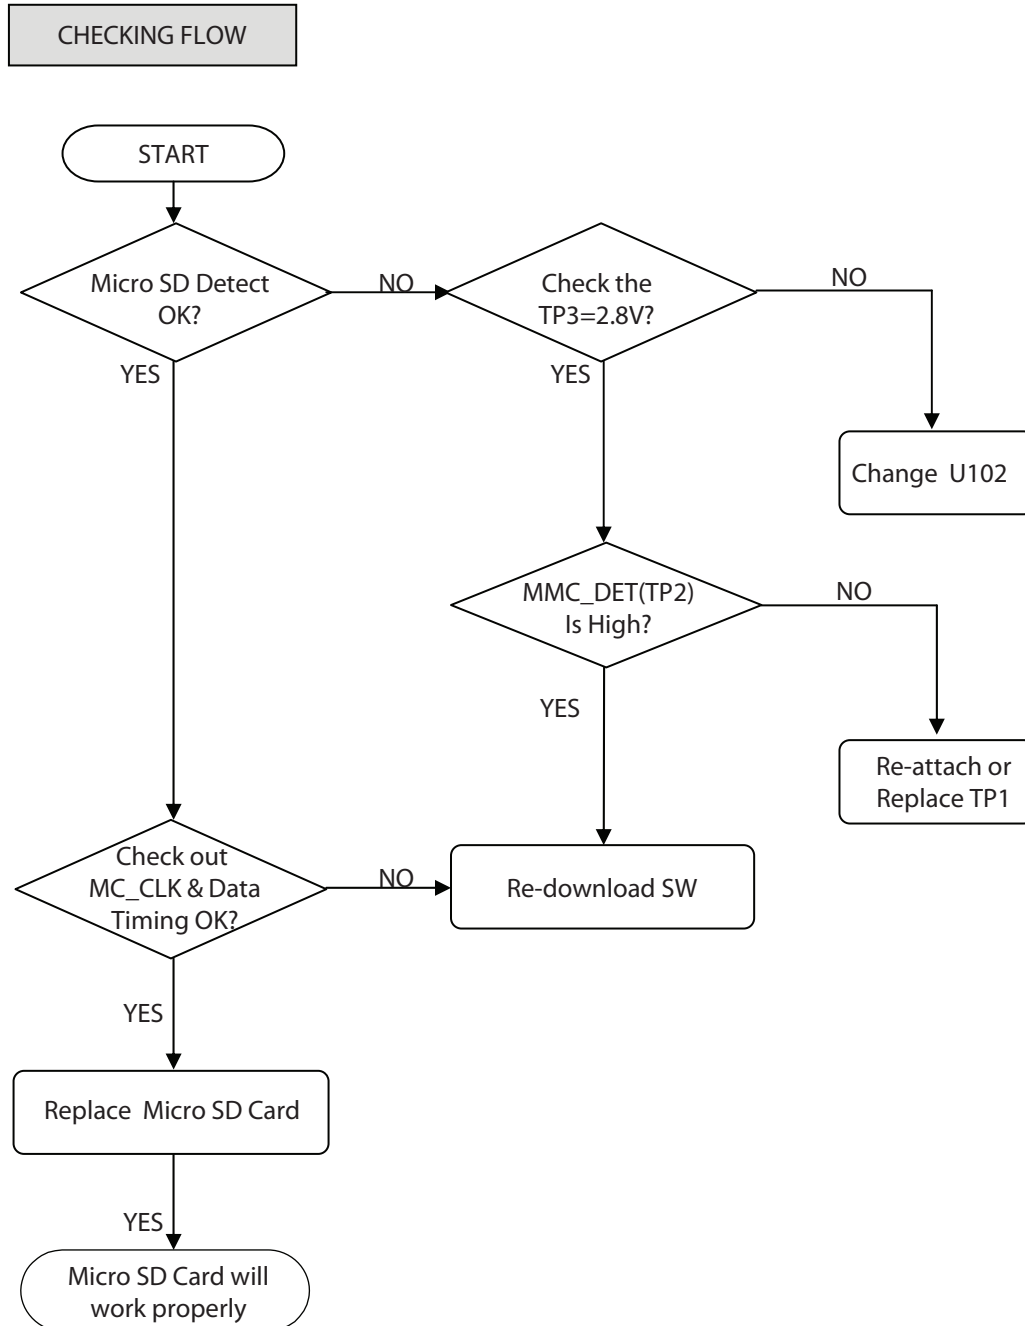 CHECKING FLOW
START
Micro SD Detect
OK?
NO
Check the
TP3=2.8V?
NO
YES
YES
Change U102
MMC_DET(TP2)
Is High?
NO
YES
Re-attach or
Replace TP1
Check out
MC_CLK & Data
Timing OK?
NO
Re-download SW
YES
Replace Micro SD Card
YES
Micro SD Card will
work properly